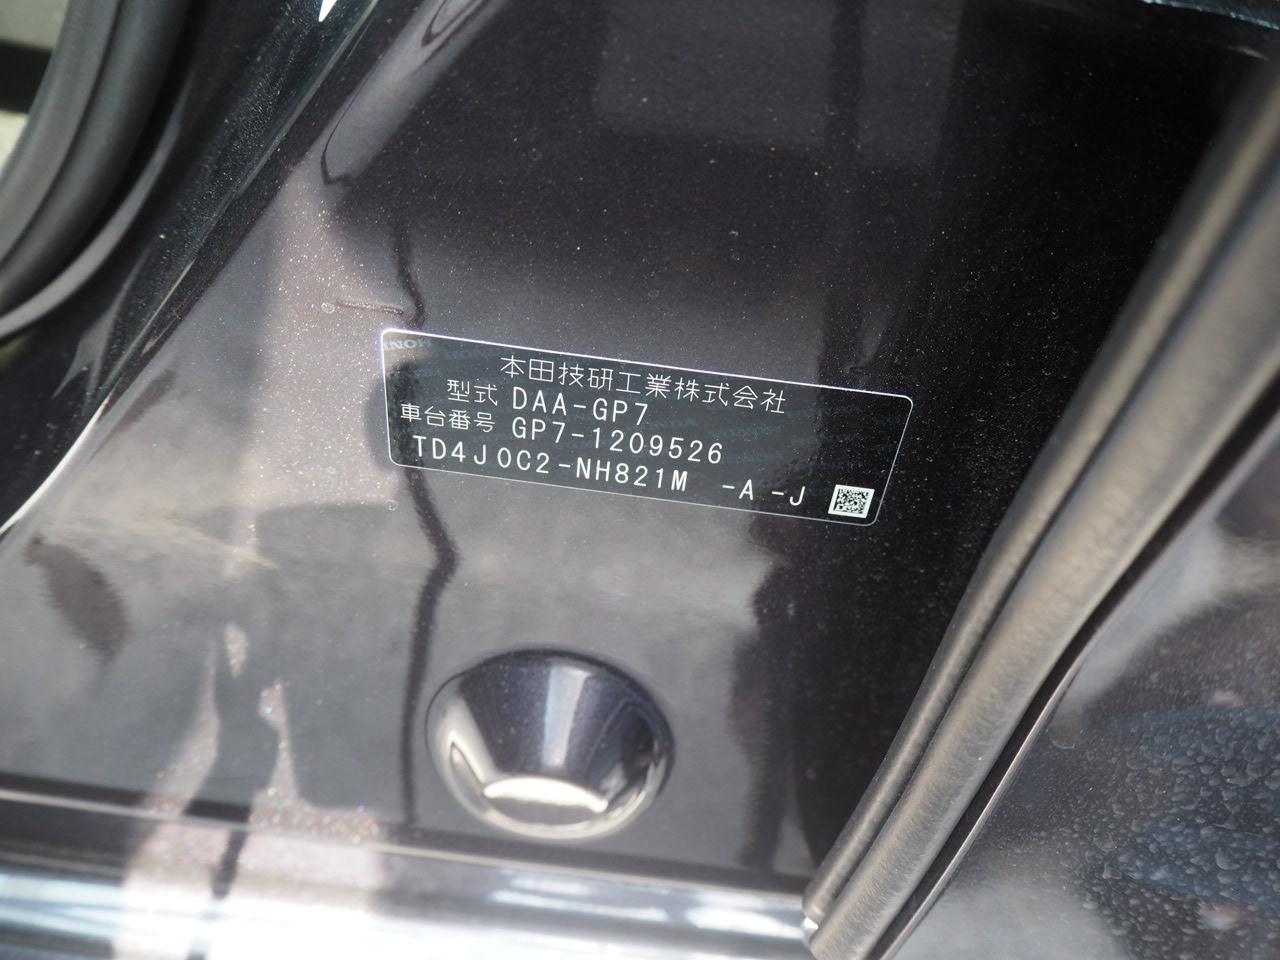 本田技研工業株式会社
型式 DAA-GP7
車台番号 GP7-1209526
TD4J0C2-NH821M -A -J